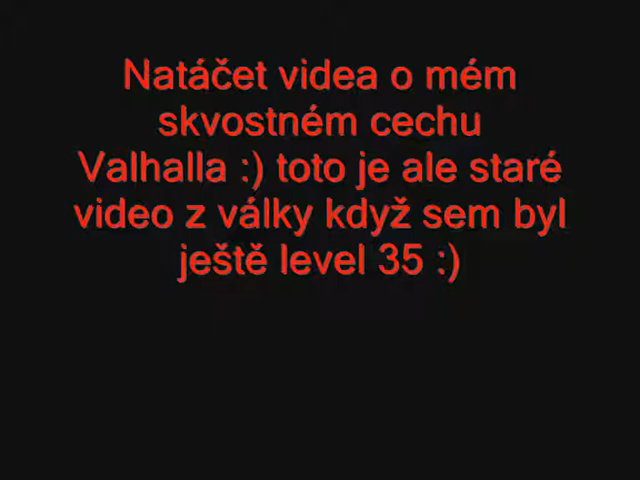 Natáčet videa o mém
skvostném cechu
Valhalla :) toto je ale staré
video z války když sem byl
ještě level 35 :)